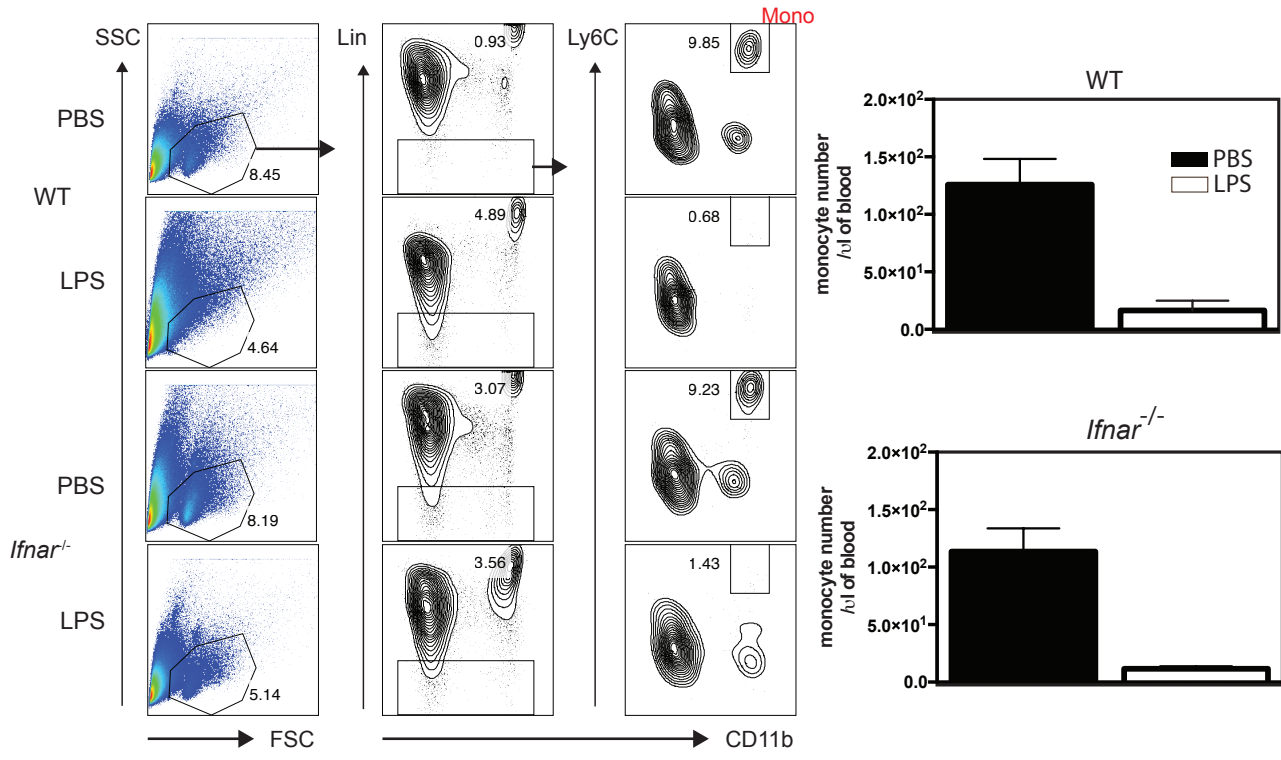 Mono
SSC
Lin
Ly6C
0.93
9.85
PBS
8.45
WT
4.89
0.68
LPS
4.64
3.07
9.23
PBS
8.19
Ifnar-/-
3.56
1.43
LPS
5.14
FSC
CD11b
WT
2.0×10²
1.5×10²
1.0×10²
5.0×10¹
0.0
monocyte number
/υl of blood
PBS
LPS
Ifnar-/-
2.0×10²
1.5×10²
1.0×10²
5.0×10¹
0.0
monocyte number
/υl of blood